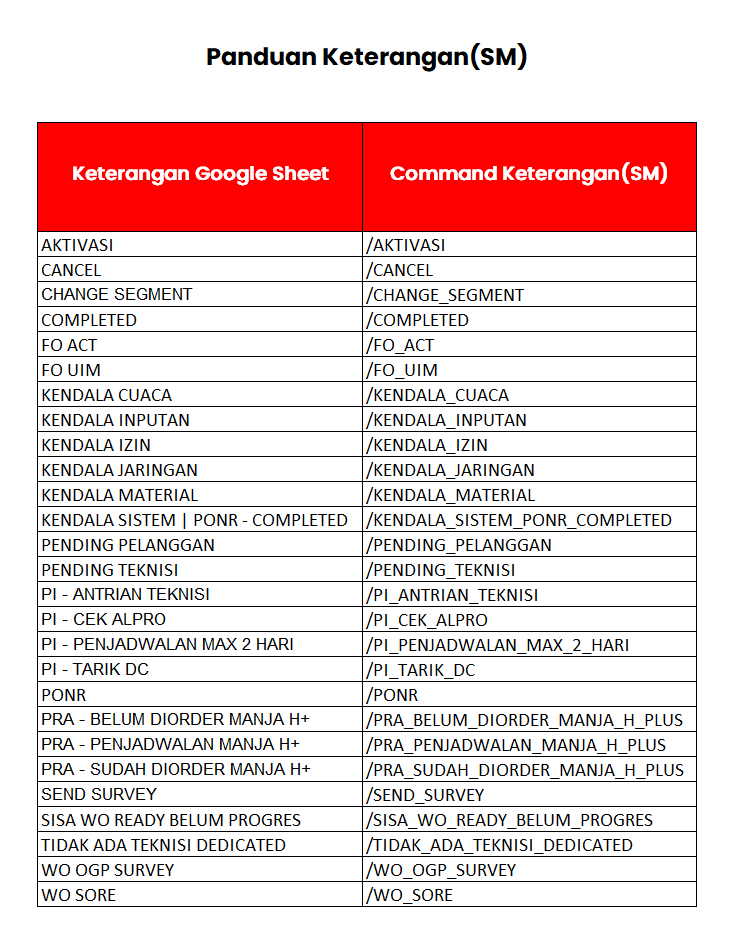 Panduan Keterangan(SM)
Keterangan Google Sheet Command Keterangan(SM)
AKTIVASI /AKTIVASI
CANCEL /CANCEL
CHANGE SEGMENT /CHANGE_SEGMENT
COMPLETED /COMPLETED
FO ACT /FO_ACT
FO UIM /FO_UIM
KENDALA CUACA /KENDALA_CUACA
KENDALA INPUTAN /KENDALA_INPUTAN
KENDALA IZIN /KENDALA_IZIN
KENDALA JARINGAN /KENDALA_JARINGAN
KENDALA MATERIAL /KENDALA_MATERIAL
KENDALA SISTEM | PONR - COMPLETED /KENDALA_SISTEM_PONR_COMPLETED
PENDING PELANGGAN /PENDING_PELANGGAN
PENDING TEKNISI /PENDING_TEKNISI
PI - ANTRIAN TEKNISI /PI_ANTRIAN_TEKNISI
PI - CEK ALPRO /PI_CEK_ALPRO
PI - PENJADWALAN MAX 2 HARI /PI_PENJADWALAN_MAX_2_HARI
PI - TARIK DC /PI_TARIK_DC
PONR /PONR
PRA - BELUM DIORDER MANJA H+ /PRA_BELUM_DIORDER_MANJA_H_PLUS
PRA - PENJADWALAN MANJA H+ /PRA_PENJADWALAN_MANJA_H_PLUS
PRA - SUDAH DIORDER MANJA H+ /PRA_SUDAH_DIORDER_MANJA_H_PLUS
SEND SURVEY /SEND_SURVEY
SISA WO READY BELUM PROGRES /SISA_WO_READY_BELUM_PROGRES
TIDAK ADA TEKNISI DEDICATED /TIDAK_ADA_TEKNISI_DEDICATED
WO OGP SURVEY /WO_OGP_SURVEY
WO SORE /WO_SORE